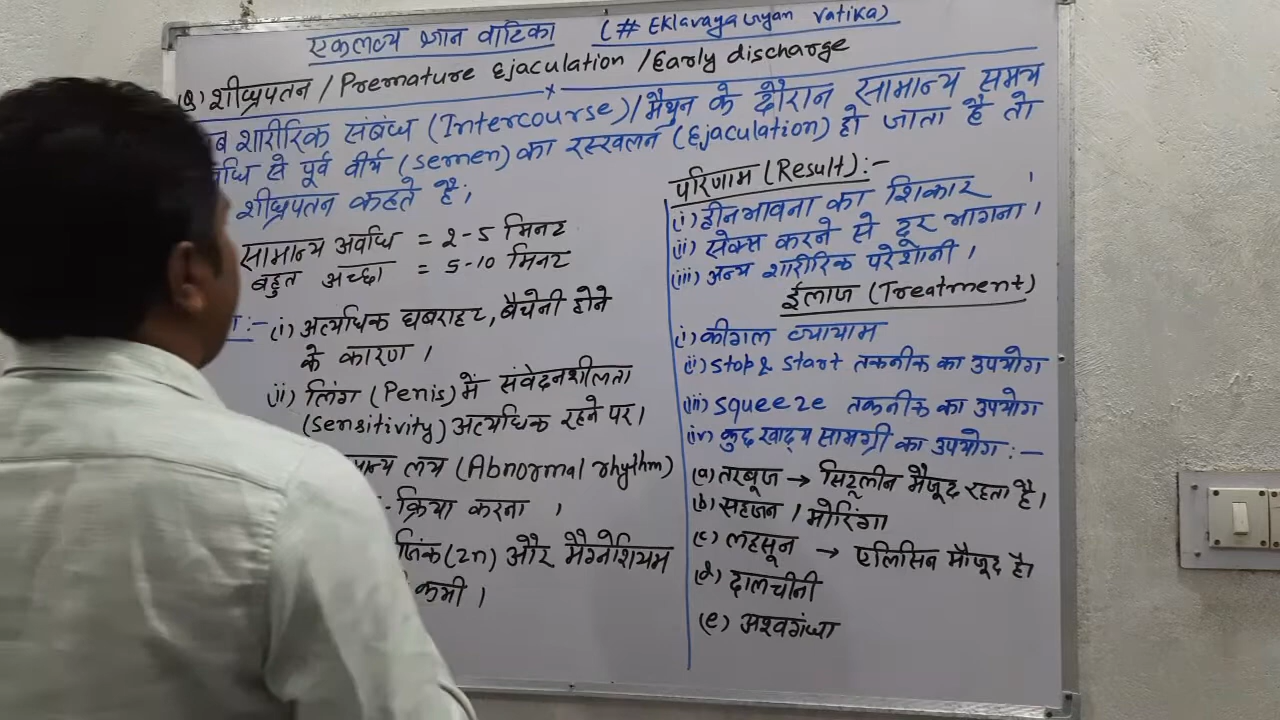 एकलव्य ज्ञान वाटिका (# Eklavaya Gyan Vatika)
(Q) शीघ्रपतन / Premature Ejaculation / Early discharge
शारीरिक संबंध (Intercourse) / मैथुन के दौरान सामान्य समय
से पूर्व वीर्य (semen) का स्खलन (Ejaculation) हो जाता है तो
शीघ्रपतन कहते है।
सामान्य अवधि = 2-5 मिनट
बहुत अच्छा = 5-10 मिनट
:- (i) अत्यधिक घबराहट, बैचेनी होने
के कारण ।
(ii) लिंग (Penis) में संवेदनशीलता
(sensitivity) अत्यधिक रहने पर।
लय (Abnormal rhythm)
क्रिया करना ।
जिंक (Zn) और मैग्नेशियम
कमी ।
परिणाम (Result) :-
(i) हीनभावना का शिकार ।
(ii) सेक्स करने से दूर भागना ।
(iii) अन्य शारीरिक परेशानी ।
ईलाज (Treatment)
(i) कीगल व्यायाम
(ii) stop & start तकनीक का उपयोग
(iii) squeeze तकनीक का उपयोग
(iv) कुछ खाद्य सामग्री का उपयोग :-
(a) तरबूज → सिट्रूलीन मैजूद रहता है।
(b) सहजन / मोरिंगा
(c) लहसून → एलिसिन मौजूद है।
(d) दालचीनी
(e) अश्वगंधा